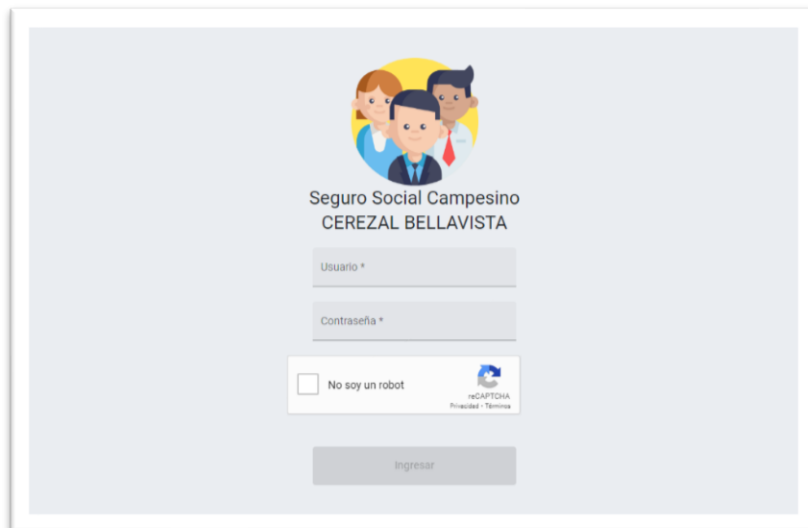 Seguro Social Campesino
CEREZAL BELLAVISTA
Usuario *
Contraseña *
No soy un robot
reCAPTCHA
Privacidad - Términos
Ingresar